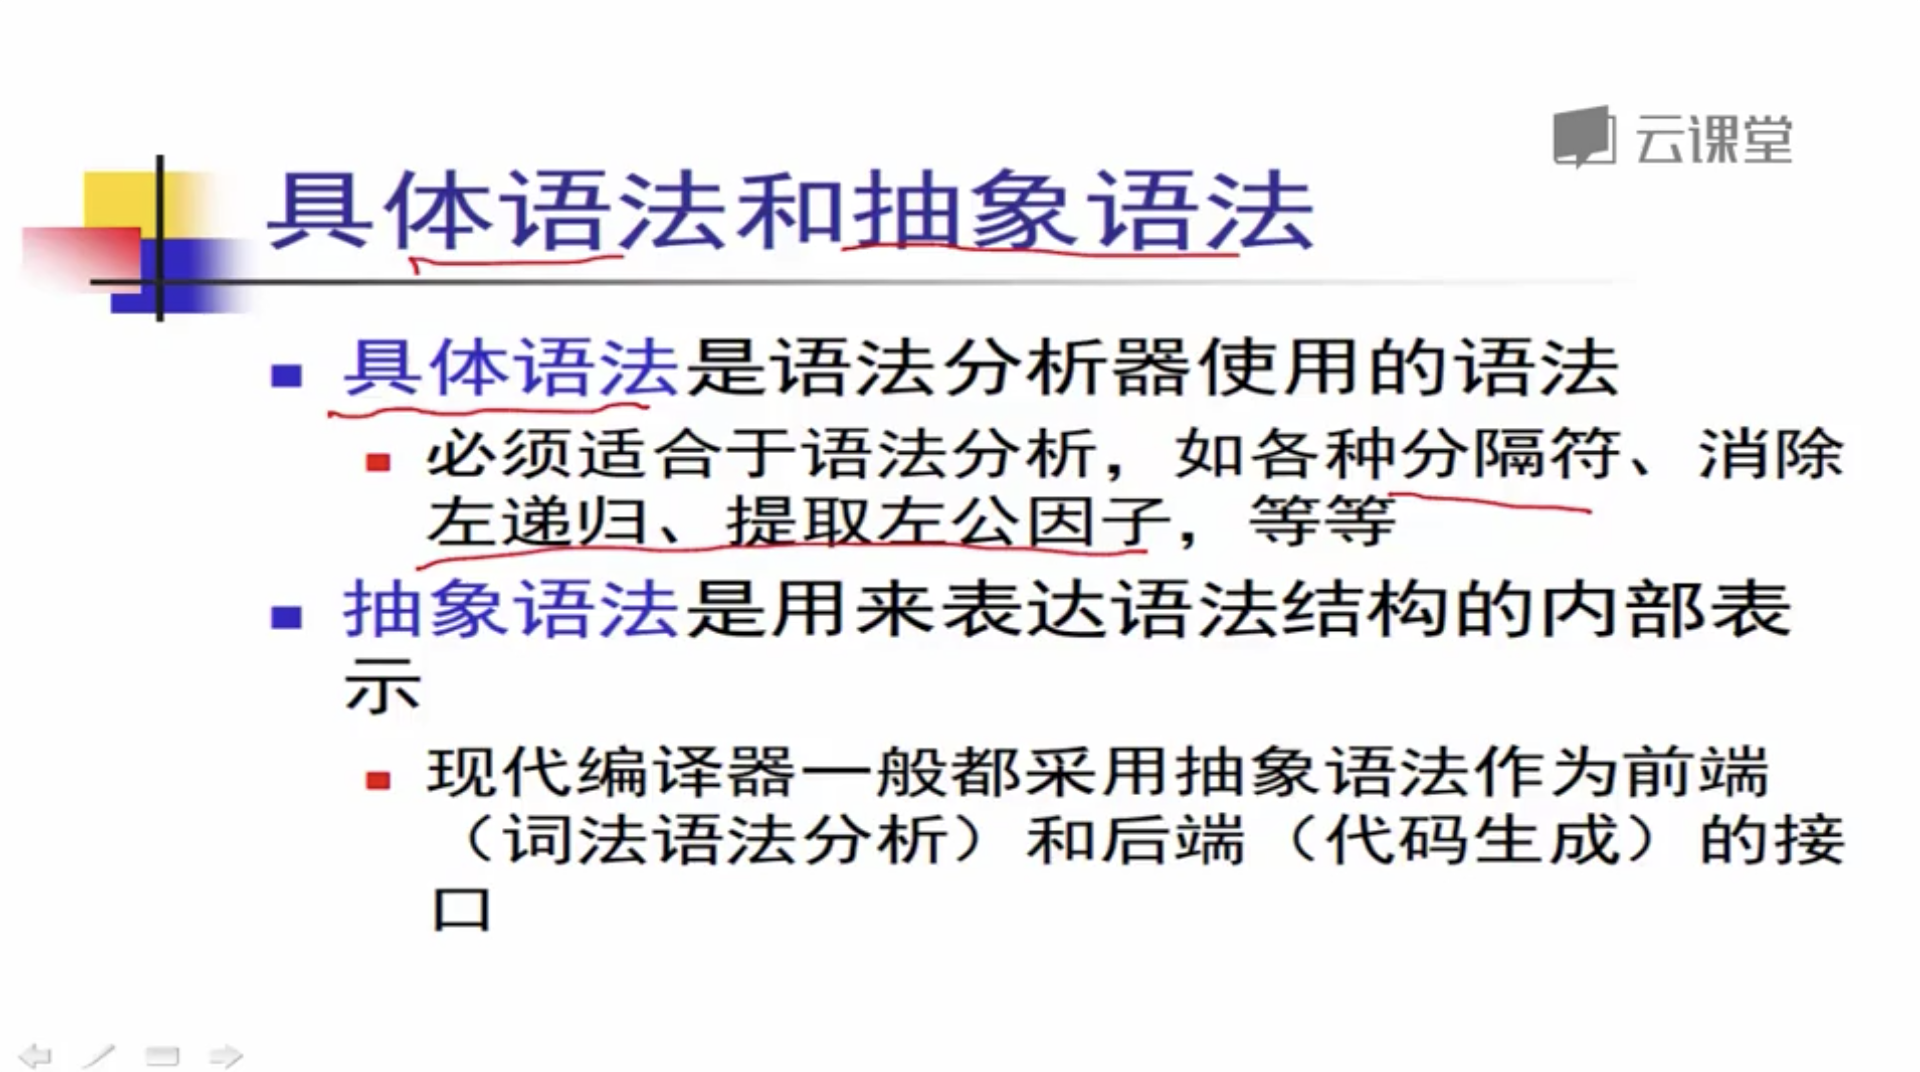 云课堂
具体语法和抽象语法
具体语法是语法分析器使用的语法
必须适合于语法分析，如各种分隔符、消除
左递归、提取左公因子，等等
抽象语法是用来表达语法结构的内部表
示
现代编译器一般都采用抽象语法作为前端
（词法语法分析）和后端（代码生成）的接
口